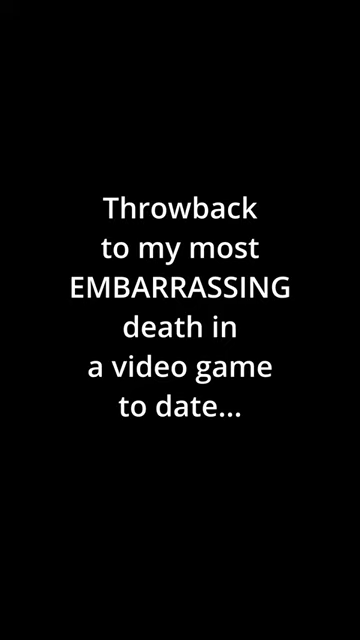 Throwback
to my most
EMBARRASSING
death in
a video game
to date...